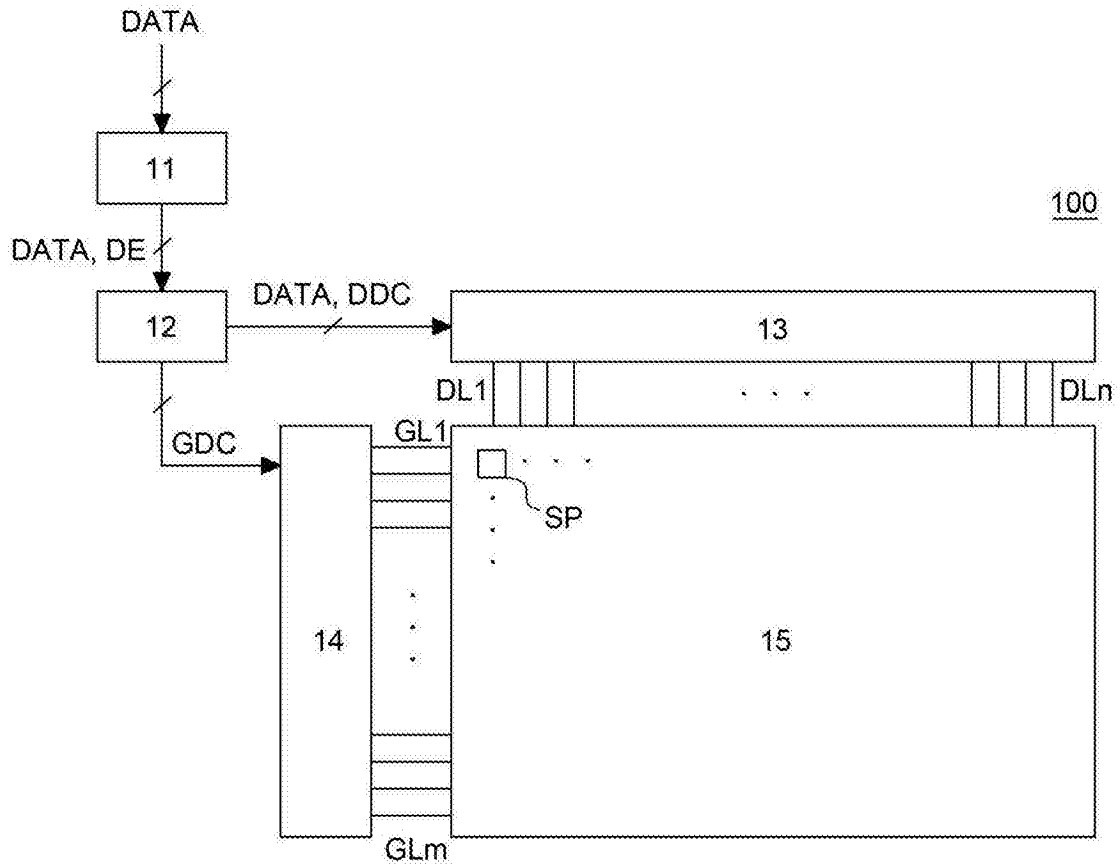 DATA
11
100
DATA, DE
12
DATA, DDC
13
DL1
DLn
GDC
GL1
SP
14
15
GLm